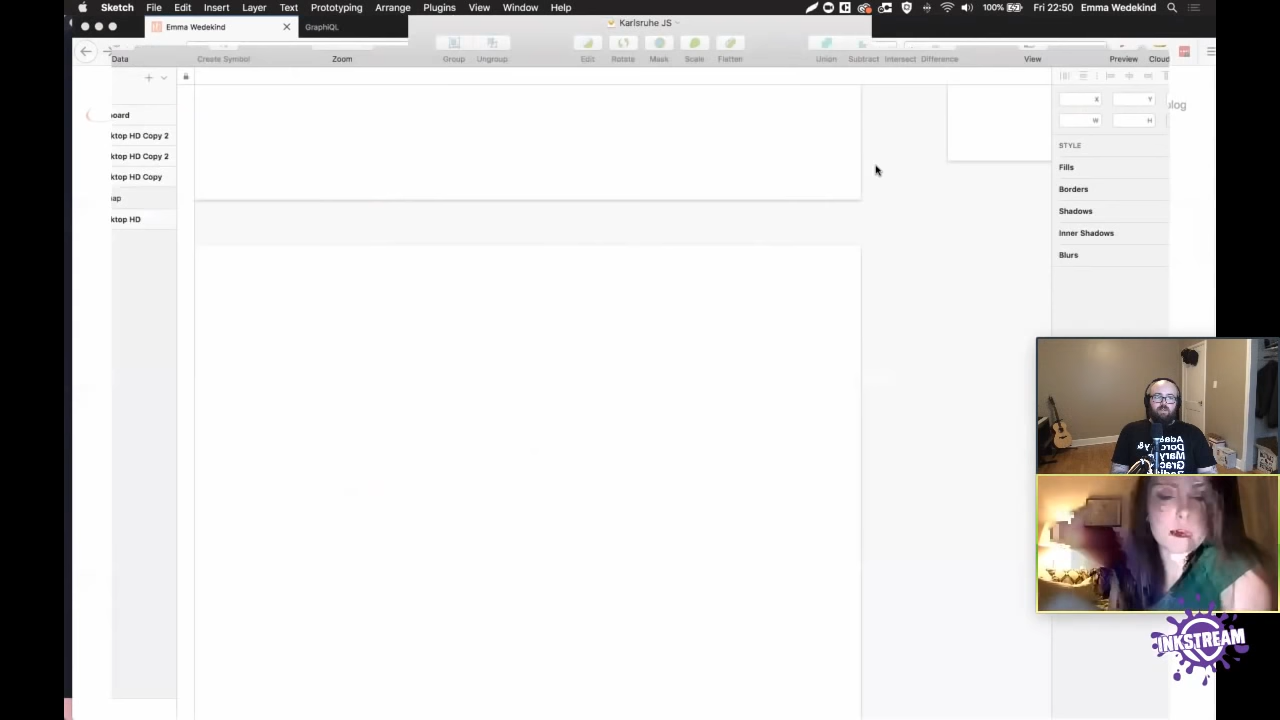 Sketch File Edit Insert Layer Text Prototyping Arrange Plugins View Window Help 100% Fri 22:50 Emma Wedekind
Emma Wedekind GraphiQL Karlsruhe JS
Data Create Symbol Zoom Group Ungroup Edit Rotate Mask Scale Flatten Union Subtract Intersect Difference View Preview Cloud
X Y
blog
board
W H
ktop HD Copy 2
STYLE
ktop HD Copy 2
Fills
ktop HD Copy
Borders
ap
Shadows
ktop HD
Inner Shadows
Blurs
INKSTREAM